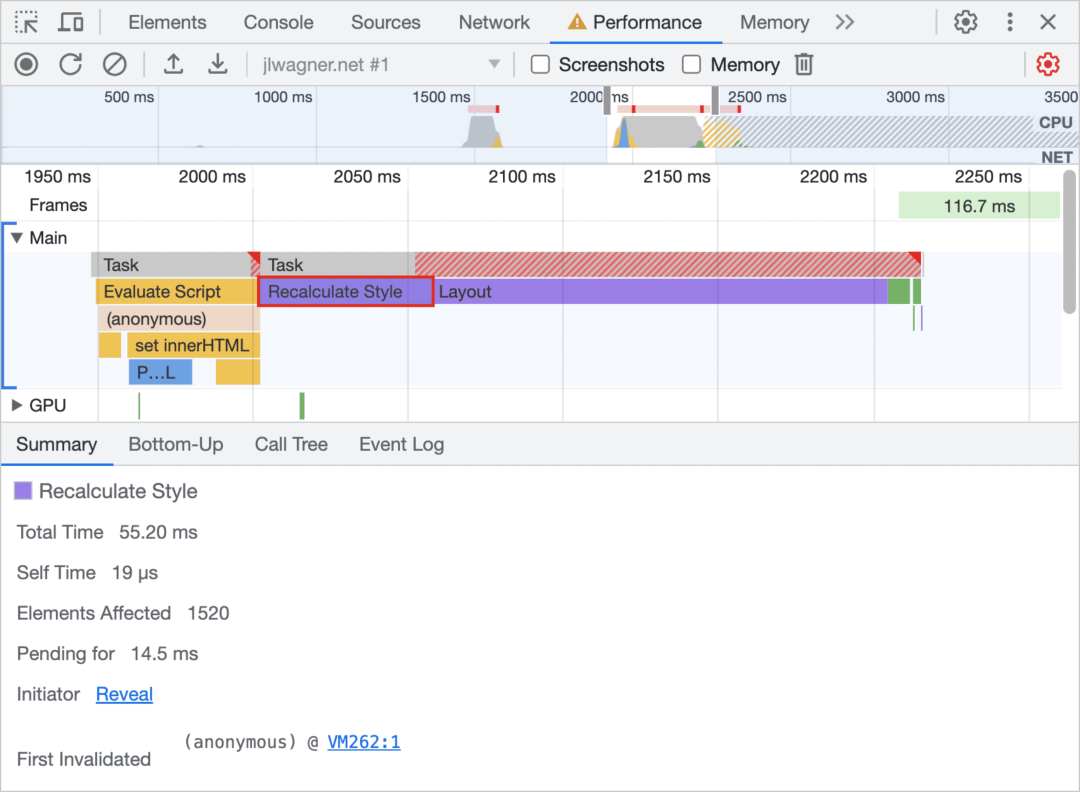 Elements Console Sources Network Performance Memory
jlwagner.net #1 Screenshots Memory
500 ms 1000 ms 1500 ms 2000 ms 2500 ms 3000 ms 3500
CPU
NET
1950 ms 2000 ms 2050 ms 2100 ms 2150 ms 2200 ms 2250 ms
Frames 116.7 ms
Main
Task Task
Evaluate Script Recalculate Style Layout
(anonymous)
set innerHTML
P…L
GPU
Summary Bottom-Up Call Tree Event Log
Recalculate Style
Total Time 55.20 ms
Self Time 19 μs
Elements Affected 1520
Pending for 14.5 ms
Initiator Reveal
(anonymous) @ VM262:1
First Invalidated